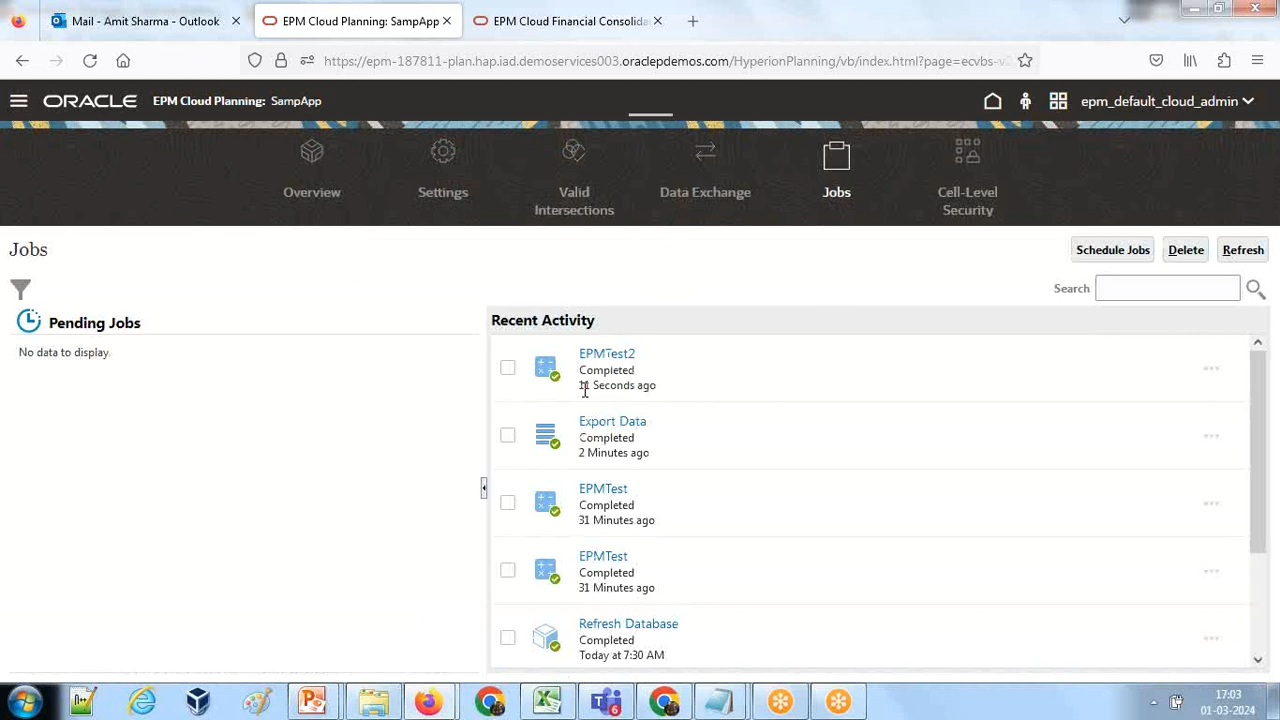 Mail - Amit Sharma - Outlook
EPM Cloud Planning: SampApp
EPM Cloud Financial Consolida
https://epm-187811-plan.hap.iad.demoservices003.oraclepdemos.com/HyperionPlanning/vb/index.html?page=ecvbs-v
ORACLE EPM Cloud Planning: SampApp
epm_default_cloud_admin
Overview
Settings
Valid Intersections
Data Exchange
Jobs
Cell-Level Security
Jobs
Schedule Jobs
Delete
Refresh
Search
Pending Jobs
No data to display.
Recent Activity
EPMTest2
Completed
11 Seconds ago
Export Data
Completed
2 Minutes ago
EPMTest
Completed
31 Minutes ago
EPMTest
Completed
31 Minutes ago
Refresh Database
Completed
Today at 7:30 AM
6
17:03
01-03-2024